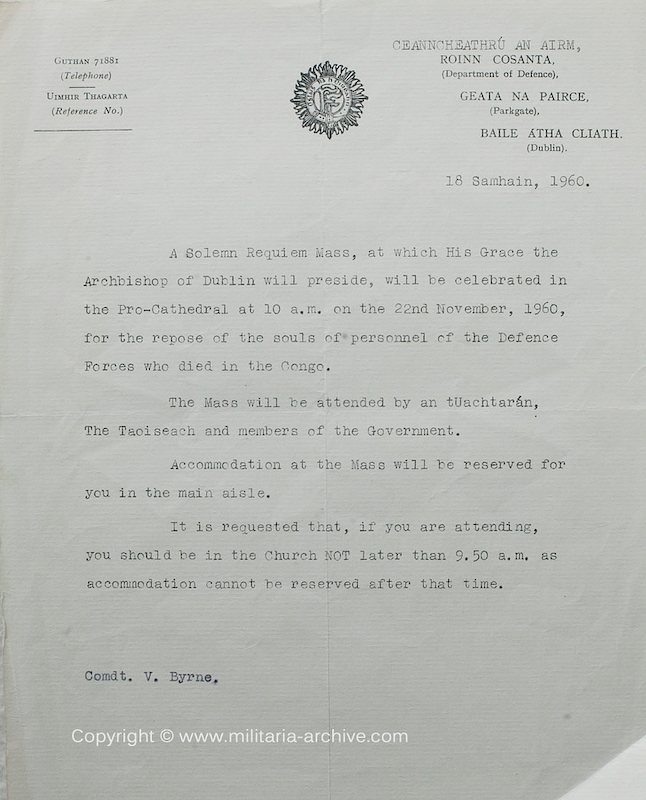 GUTHAN 71881
(Telephone)
UIMHIR THAGARTA
(Reference No.)
CEANNCHEATHRÚ AN AIRM,
ROINN COSANTA,
(Department of Defence),
GEATA NA PAIRCE,
(Parkgate),
BAILE ÁTHA CLIATH.
(Dublin).
18 Samhain, 1960.
A Solemn Requiem Mass, at which His Grace the
Archbishop of Dublin will preside, will be celebrated in
the Pro-Cathedral at 10 a.m. on the 22nd November, 1960,
for the repose of the souls of personnel of the Defence
Forces who died in the Congo.
The Mass will be attended by an tUachtarán,
The Taoiseach and members of the Government.
Accommodation at the Mass will be reserved for
you in the main aisle.
It is requested that, if you are attending,
you should be in the Church NOT later than 9.50 a.m. as
accommodation cannot be reserved after that time.
Comdt. V. Byrne.
Copyright © www.militaria-archive.com